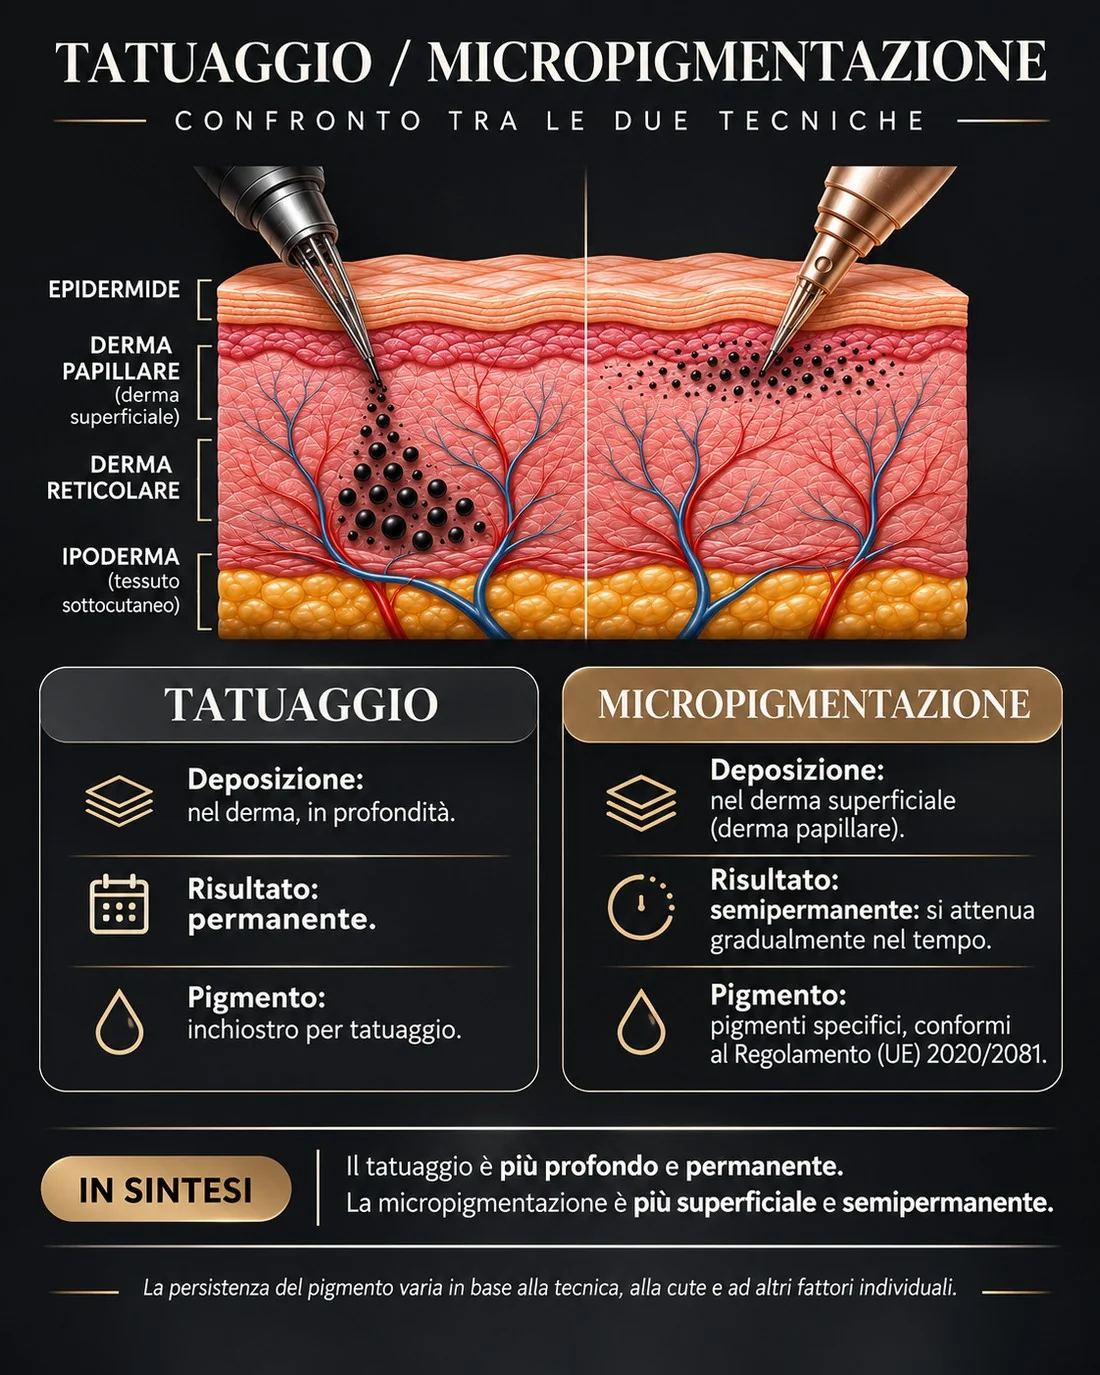 TATUAGGIO / MICROPIGMENTAZIONE
CONFRONTO TRA LE DUE TECNICHE
EPIDERMIDE
DERMA
PAPILLARE
(derma
superficiale)
DERMA
RETICOLARE
IPODERMA
(tessuto
sottocutaneo)
TATUAGGIO
Deposizione:
nel derma, in profondità.
Risultato:
permanente.
Pigmento:
inchiostro per tatuaggio.
MICROPIGMENTAZIONE
Deposizione:
nel derma superficiale
(derma papillare).
Risultato:
semipermanente: si attenua
gradualmente nel tempo.
Pigmento:
pigmenti specifici, conformi
al Regolamento (UE) 2020/2081.
IN SINTESI
Il tatuaggio è più profondo e permanente.
La micropigmentazione è più superficiale e semipermanente.
La persistenza del pigmento varia in base alla tecnica, alla cute e ad altri fattori individuali.